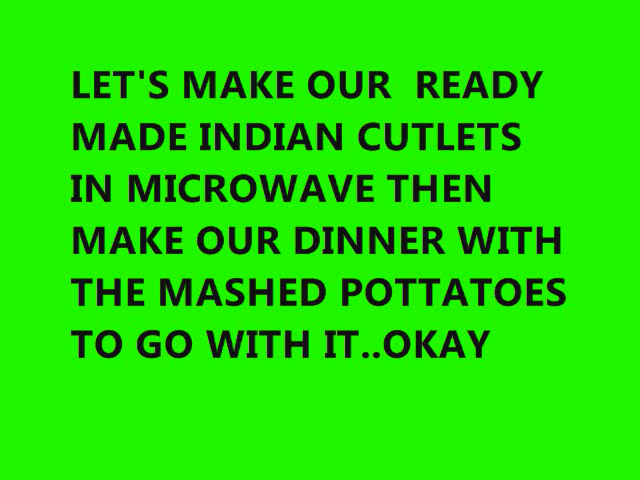 LET'S MAKE OUR  READY
MADE INDIAN CUTLETS
IN MICROWAVE THEN
MAKE OUR DINNER WITH
THE MASHED POTTATOES
TO GO WITH IT..OKAY